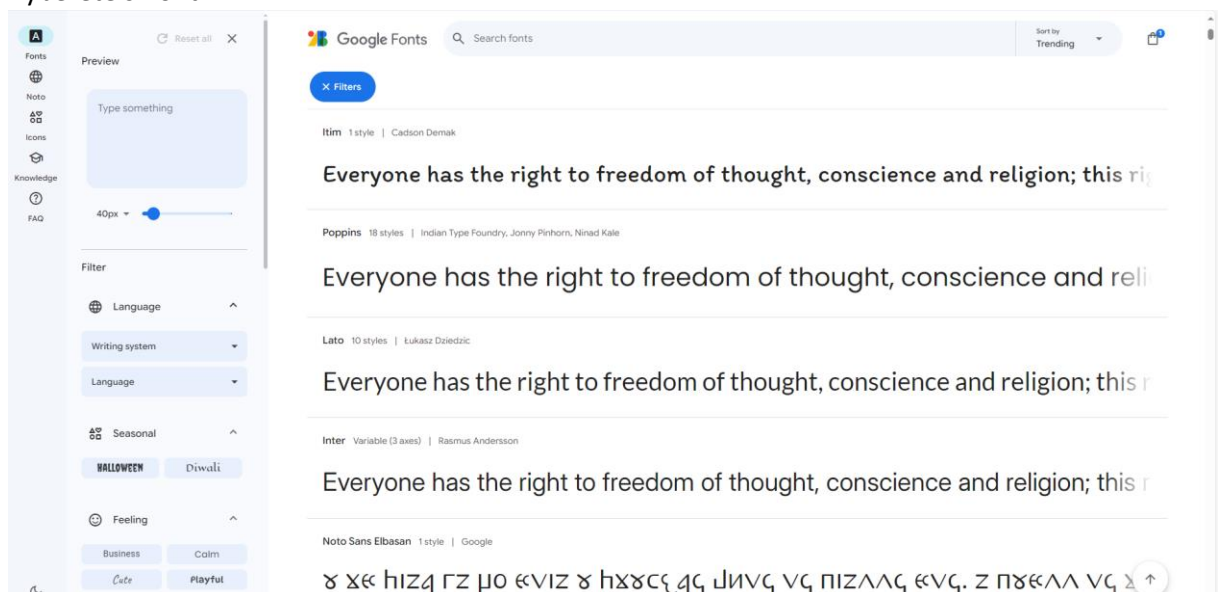 Fonts
Noto
Icons
Knowledge
FAQ
Reset all
Preview
Type something
40px
Filter
Language
Writing system
Language
Seasonal
HALLOWEEN
Diwali
Feeling
Business
Calm
Cute
Playful
Google Fonts
Search fonts
Sort by
Trending
1
Filters
Itim 1 style | Cadson Demak
Everyone has the right to freedom of thought, conscience and religion; this
Poppins 18 styles | Indian Type Foundry, Jonny Pinhorn, Ninad Kale
Everyone has the right to freedom of thought, conscience and reli
Lato 10 styles | Łukasz Dziedzic
Everyone has the right to freedom of thought, conscience and religion; this
Inter Variable (3 axes) | Rasmus Andersson
Everyone has the right to freedom of thought, conscience and religion; this
Noto Sans Elbasan 1 style | Google